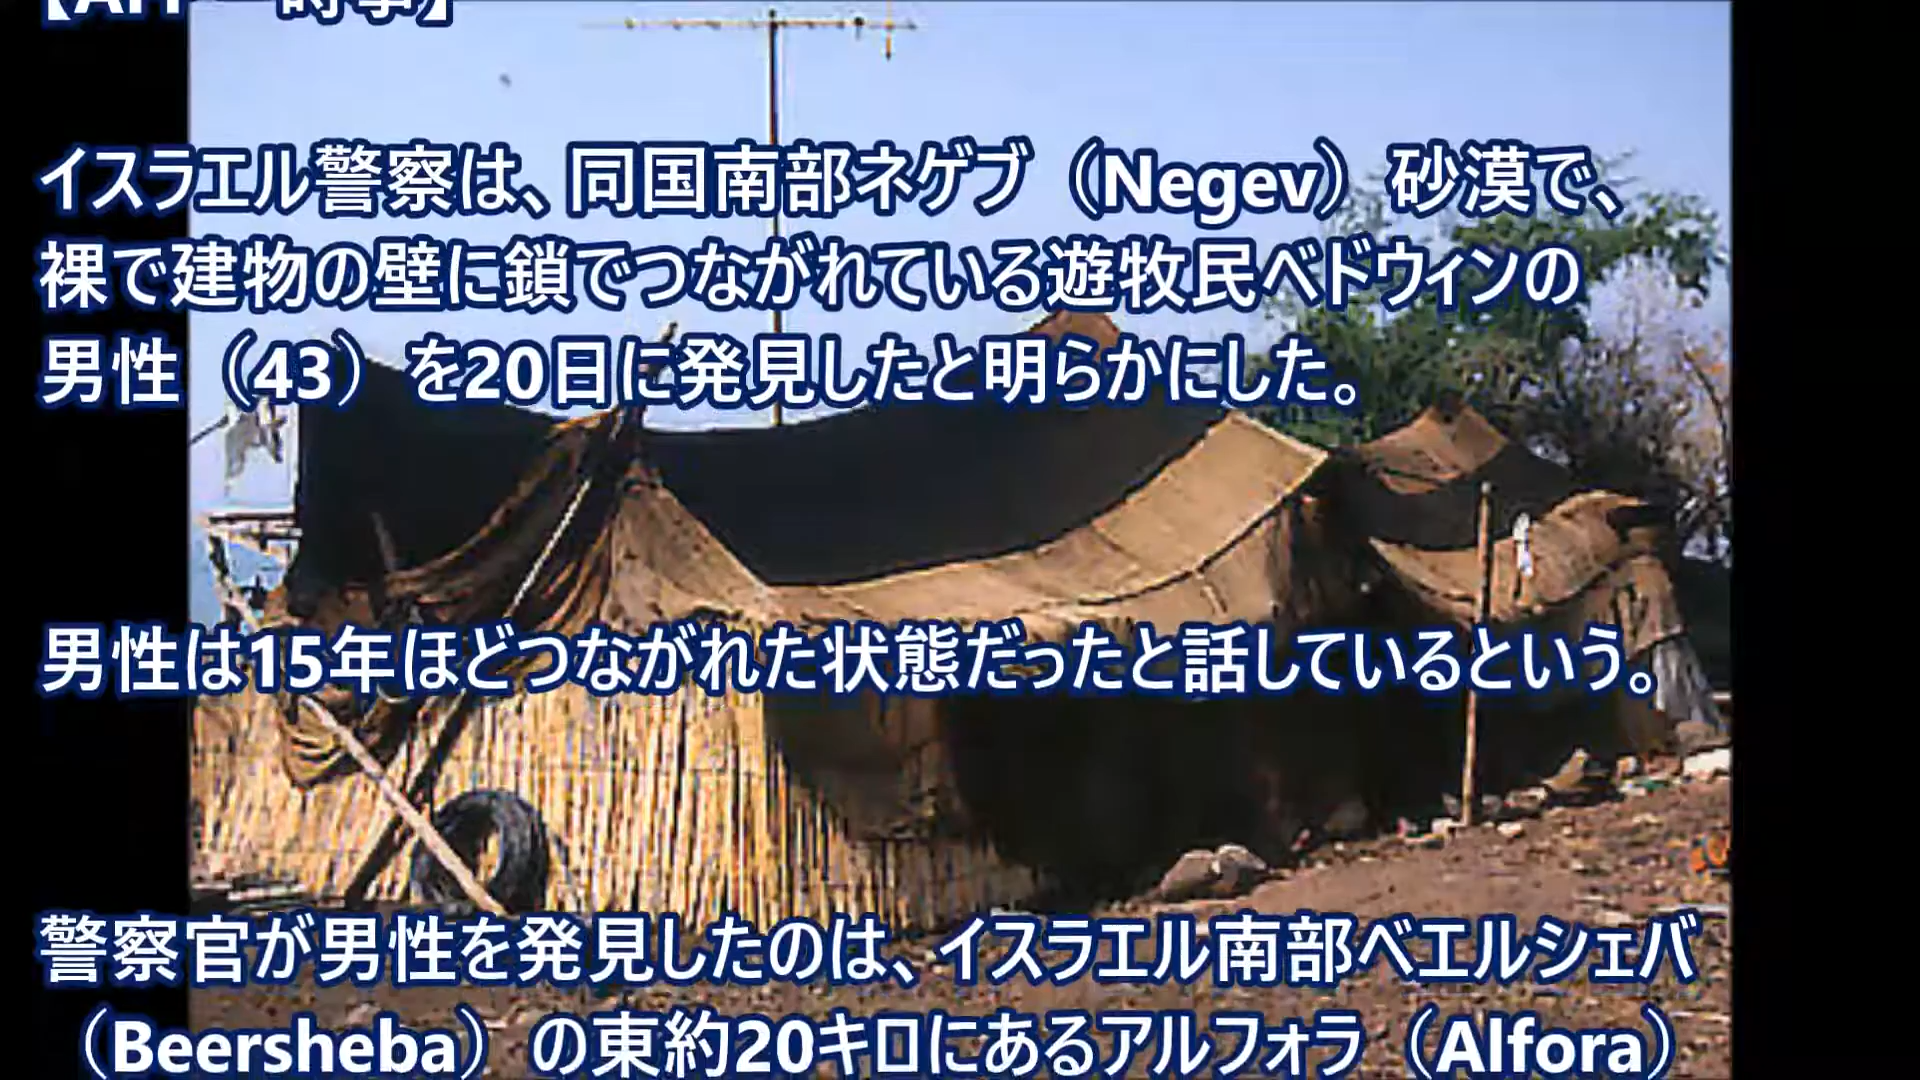 イスラエル警察は、同国南部ネゲブ（Negev）砂漠で、
裸で建物の壁に鎖でつながれている遊牧民ベドウィンの
男性（43）を20日に発見したと明らかにした。
男性は15年ほどつながれた状態だったと話しているという。
警察官が男性を発見したのは、イスラエル南部ベエルシェバ
（Beersheba）の東約20キロにあるアルフォラ（Alfora）